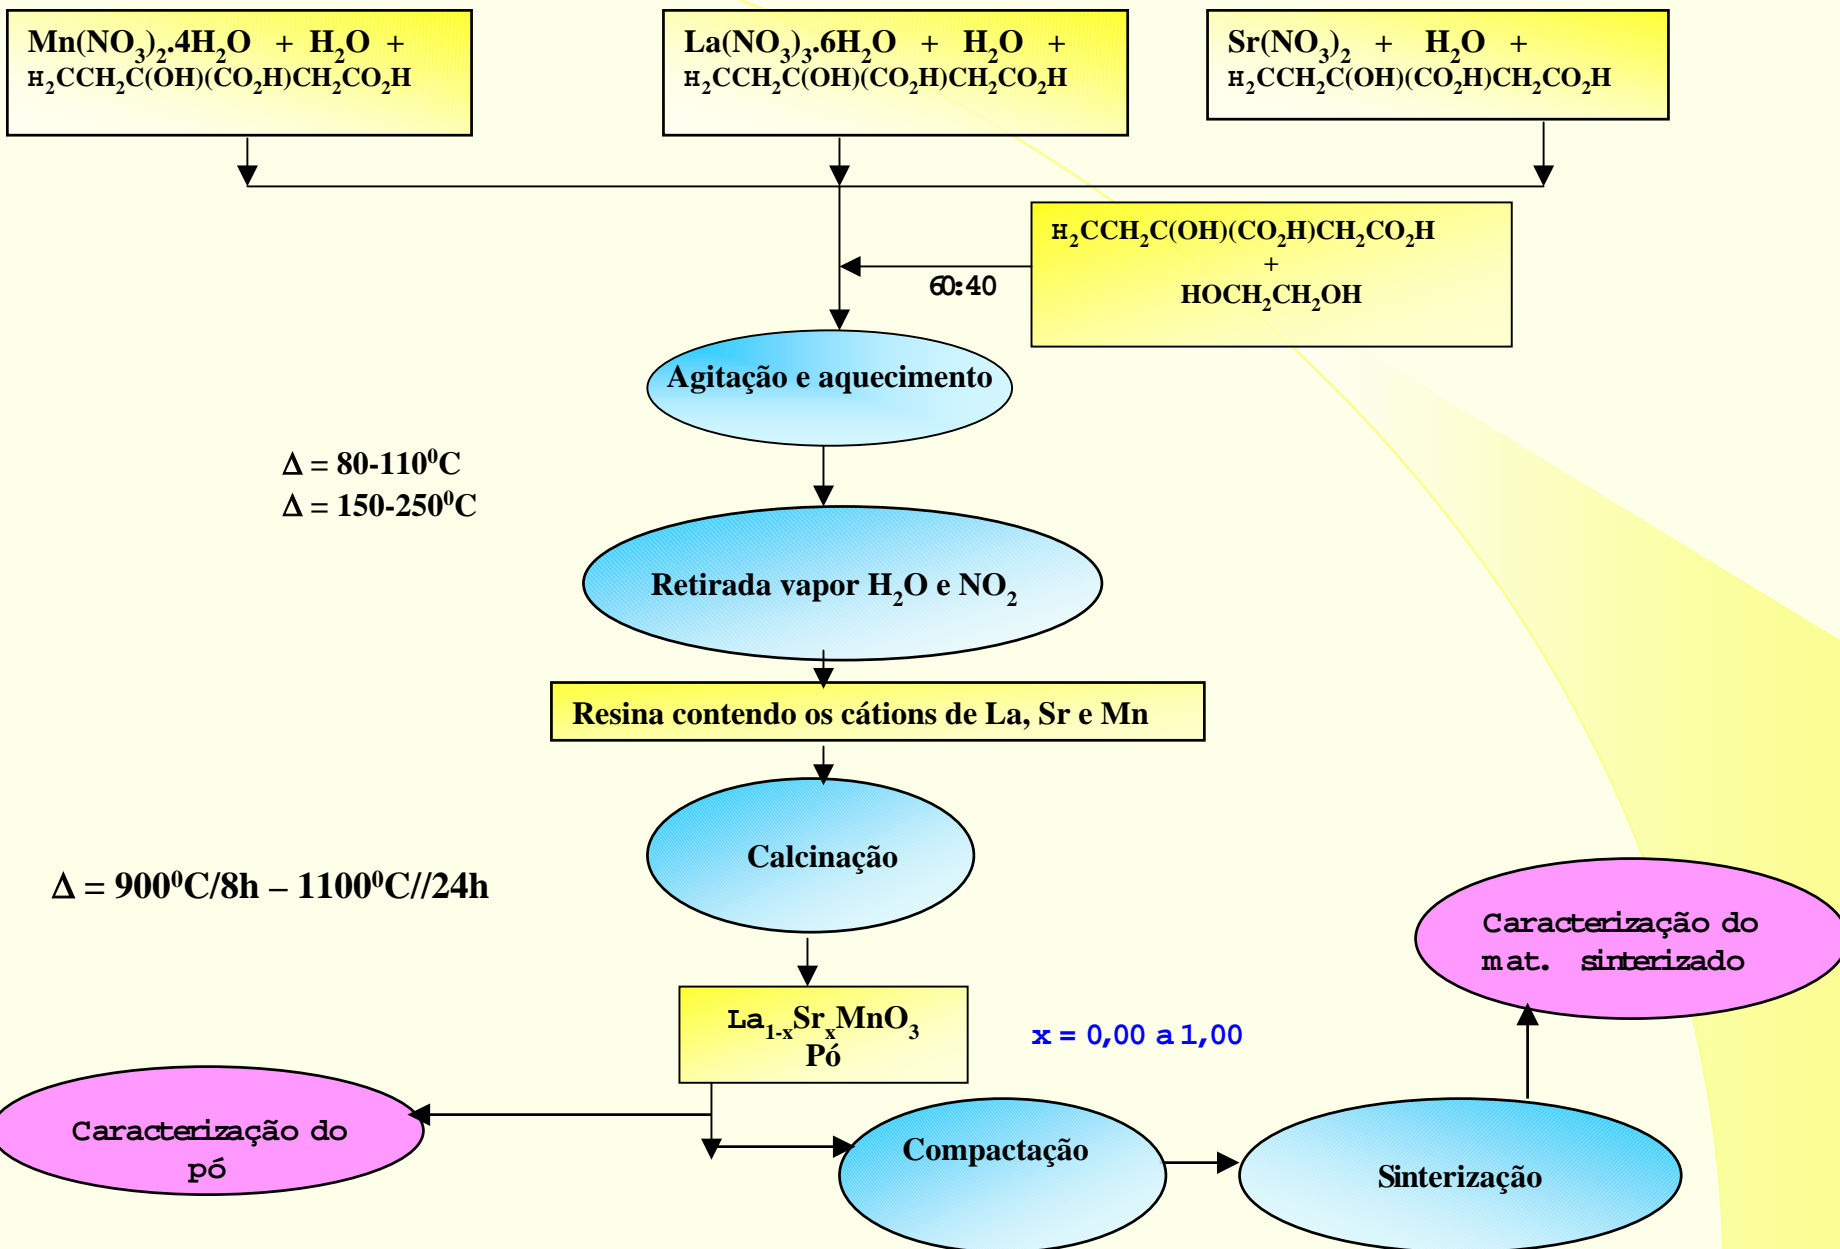 Mn(NO₃)₂.4H₂O + H₂O +
H₂CCH₂C(OH)(CO₂H)CH₂CO₂H
La(NO₃)₃.6H₂O + H₂O +
H₂CCH₂C(OH)(CO₂H)CH₂CO₂H
Sr(NO₃)₂ + H₂O +
H₂CCH₂C(OH)(CO₂H)CH₂CO₂H
H₂CCH₂C(OH)(CO₂H)CH₂CO₂H
+
HOCH₂CH₂OH
60:40
Agitação e aquecimento
Δ = 80-110⁰C
Δ = 150-250⁰C
Retirada vapor H₂O e NO₂
Resina contendo os cátions de La, Sr e Mn
Calcinação
Δ = 900⁰C/8h – 1100⁰C//24h
La₁₋ₓSrₓMnO₃
Pó
x = 0,00 a 1,00
Caracterização do
pó
Compactação
Sinterização
Caracterização do
mat. sinterizado